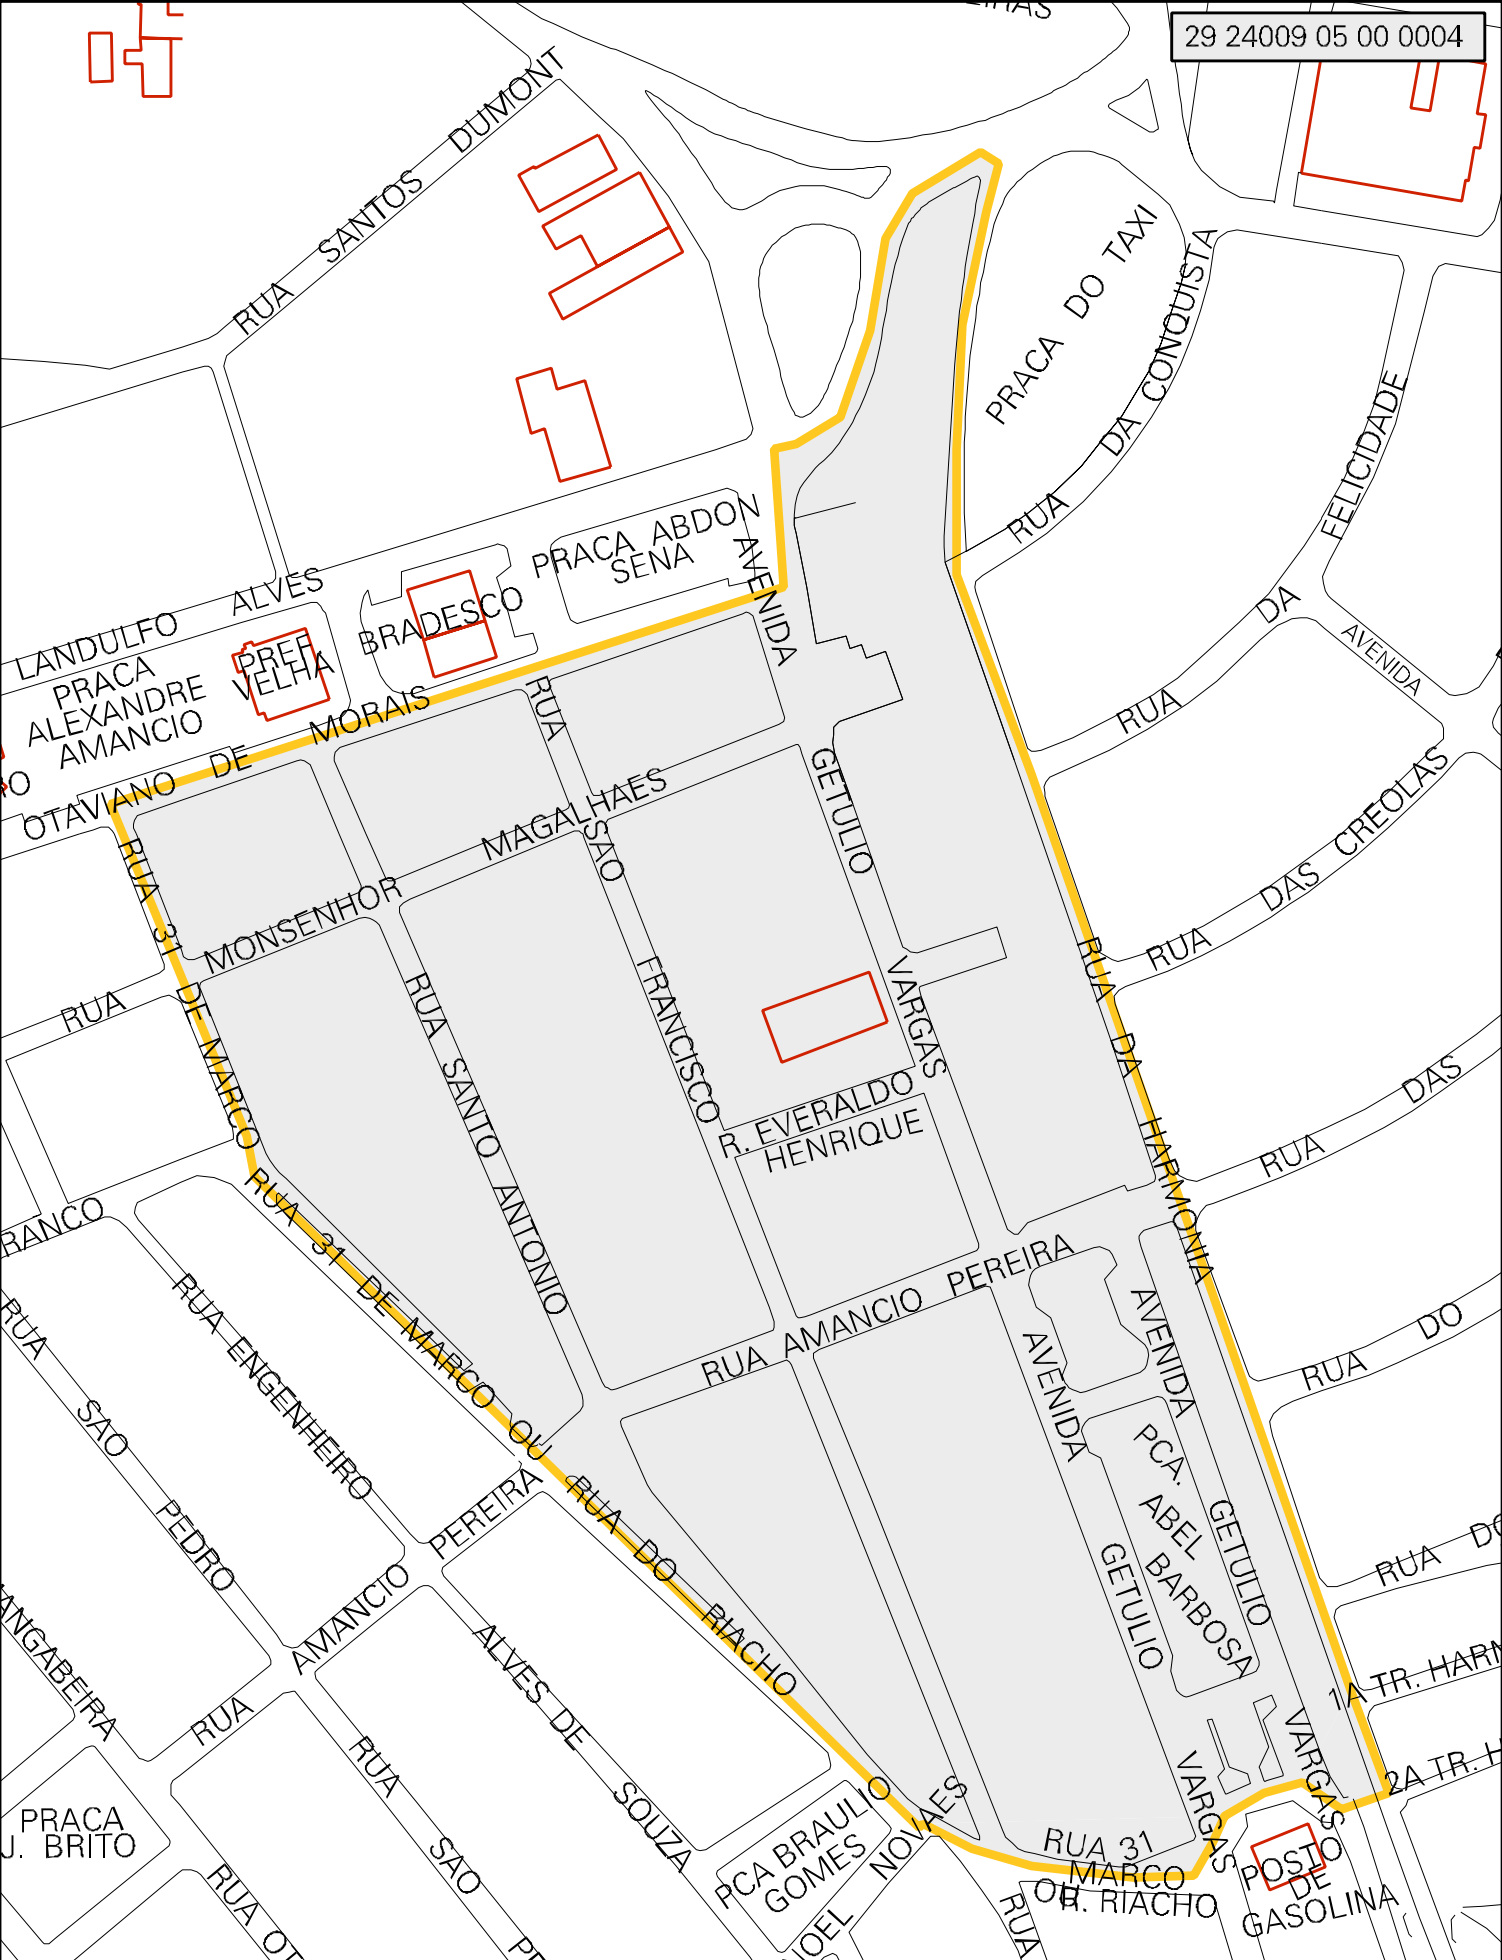 29 24009 05 00 0004
RUA SANTOS DUMONT
PRACA DO TAXI
RUA DA CONQUISTA
FELICIDADE
RUA DA
AVENIDA
PRACA ABDON
SENA
AVENIDA
GETULIO
VARGAS
LANDULFO ALVES
BRADESCO
PREF
VELHA
PRACA
ALEXANDRE
AMANCIO
OTAVIANO DE MORAIS
RUA
SAO
FRANCISCO
RUA MONSENHOR MAGALHAES
RUA 31 DE MARCO
RUA DAS CREOLAS
RUA DA HARMONIA
RUA SANTO ANTONIO
R. EVERALDO
HENRIQUE
RUA DAS
RANCO
RUA 31 DE MARCO OU RUA DO RIACHO
RUA ENGENHEIRO
ALVES DE SOUZA
RUA AMANCIO PEREIRA
AVENIDA
GETULIO
VARGAS
AVENIDA
GETULIO
VARGAS
PCA.
ABEL
BARBOSA
RUA DO
RUA SAO PEDRO
RUA AMANCIO PEREIRA
RUA DO
ANGABEIRA
1A TR. HARM
2A TR. H
RUA
SAO
PE
PRACA
J. BRITO
RUA OT
PCA BRAULIO
GOMES
OEL NOVAES
RUA 31
MARCO
OU
R. RIACHO
RUA
POSTO
DE
GASOLINA